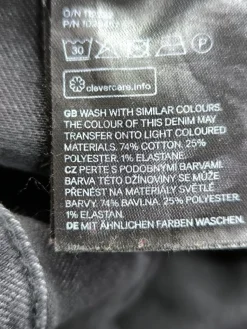 30
P
clevercare.info
GB WASH WITH SIMILAR COLOURS.
THE COLOUR OF THIS DENIM MAY
TRANSFER ONTO LIGHT COLOURED
MATERIALS. 74% COTTON. 25%
POLYESTER. 1% ELASTANE.
CZ PERTE S PODOBNÝMI BARVAMI.
BARVA TÉTO DŽÍNOVINY SE MŮŽE
PŘENÉST NA MATERIÁLY SVĚTLÉ
BARVY. 74% BAVLNA. 25% POLYESTER.
1% ELASTAN.
DE MIT ÄHNLICHEN FARBEN WASCHEN.